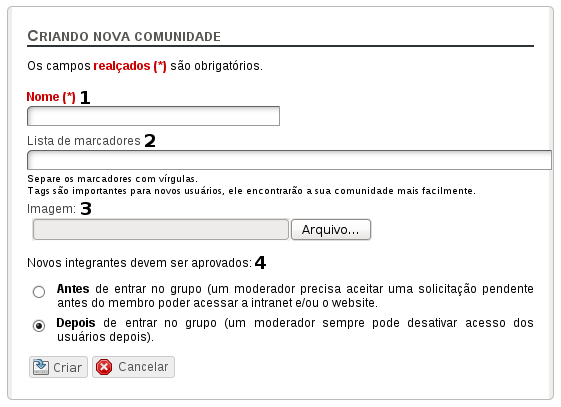 Criando nova comunidade
Os campos realçados (*) são obrigatórios.
Nome (*) 1
Lista de marcadores 2
Separe os marcadores com vírgulas.
Tags são importantes para novos usuários, ele encontrarão a sua comunidade mais facilmente.
Imagem: 3
Arquivo...
Novos integrantes devem ser aprovados: 4
Antes de entrar no grupo (um moderador precisa aceitar uma solicitação pendente
antes do membro poder acessar a intranet e/ou o website.
Depois de entrar no grupo (um moderador sempre pode desativar acesso dos
usuários depois).
Criar Cancelar